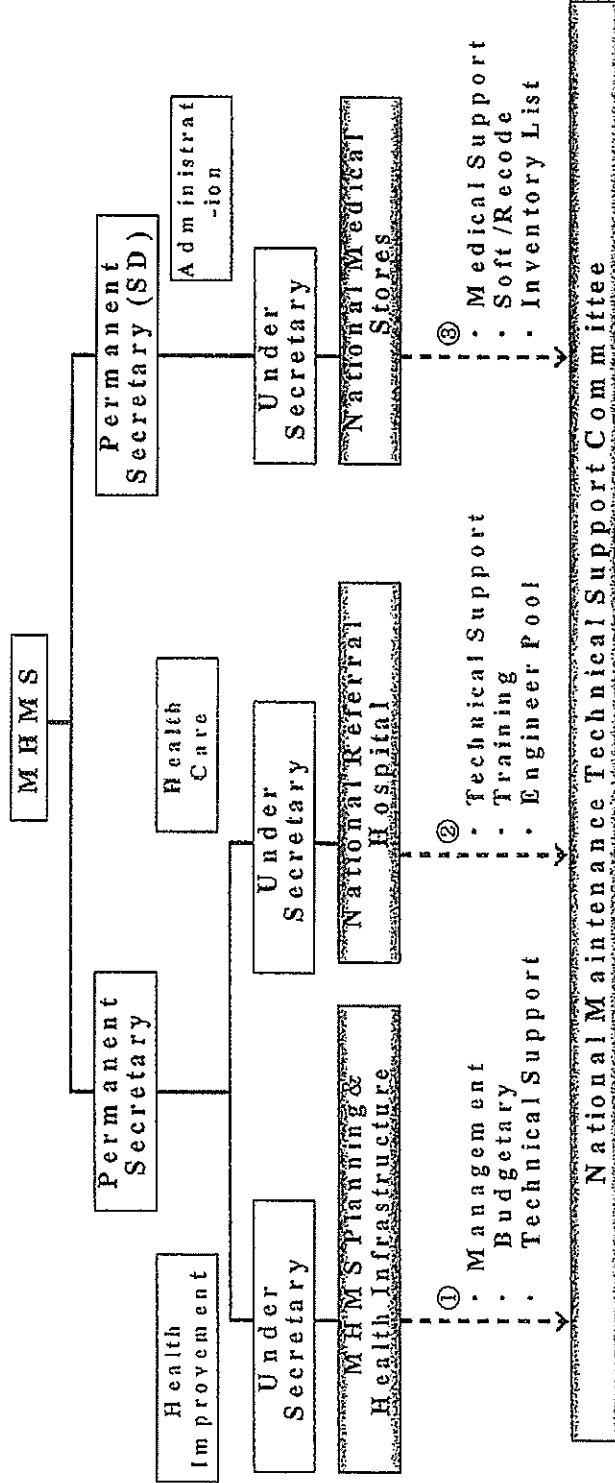 MHMS
Permanent
Secretary
Permanent
Secretary (SD)
Health
Improvement
Health
Care
Administrat
-ion
Under
Secretary
Under
Secretary
Under
Secretary
MHMS Planning &
Health Infrastructure
National Referral
Hospital
National Medical
Stores
①
・ Management
・ Budgetary
・ Technical Support
②
・ Technical Support
・ Training
・ Engineer Pool
③
・ Medical Support
・ Soft /Recode
・ Inventory List
National Maintenance Technical Support Committee